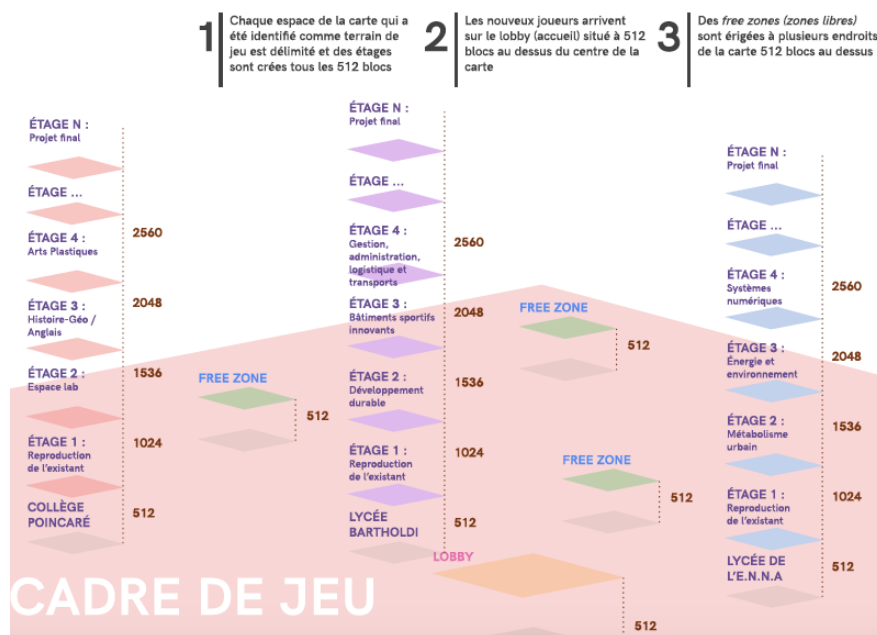 1
Chaque espace de la carte qui a
été identifié comme terrain de
jeu est délimité et des étages
sont crées tous les 512 blocs
2
Les nouveux joueurs arrivent
sur le lobby (accueil) situé à 512
blocs au dessus du centre de la
carte
3
Des free zones (zones libres)
sont érigées à plusieurs endroits
de la carte 512 blocs au dessus
ÉTAGE N :
Projet final
ÉTAGE ...
2560
ÉTAGE 4 :
Arts Plastiques
2048
ÉTAGE 3 :
Histoire-Géo /
Anglais
1536
ÉTAGE 2 :
Espace lab
1024
ÉTAGE 1 :
Reproduction
de l'existant
512
COLLÈGE
POINCARÉ
FREE ZONE
512
ÉTAGE N :
Projet final
ÉTAGE ...
2560
ÉTAGE 4 :
Gestion,
administration,
logistique et
transports
2048
ÉTAGE 3 :
Bâtiments sportifs
innovants
1536
ÉTAGE 2 :
Développement
durable
1024
ÉTAGE 1 :
Reproduction
de l'existant
512
LYCÉE
BARTHOLDI
LOBBY
512
FREE ZONE
512
FREE ZONE
512
ÉTAGE N :
Projet final
ÉTAGE ...
2560
ÉTAGE 4 :
Systèmes
numériques
2048
ÉTAGE 3 :
Énergie et
environnement
1536
ÉTAGE 2 :
Métabolisme
urbain
1024
ÉTAGE 1 :
Reproduction
de l'existant
512
LYCÉE DE
L'E.N.N.A
CADRE DE JEU